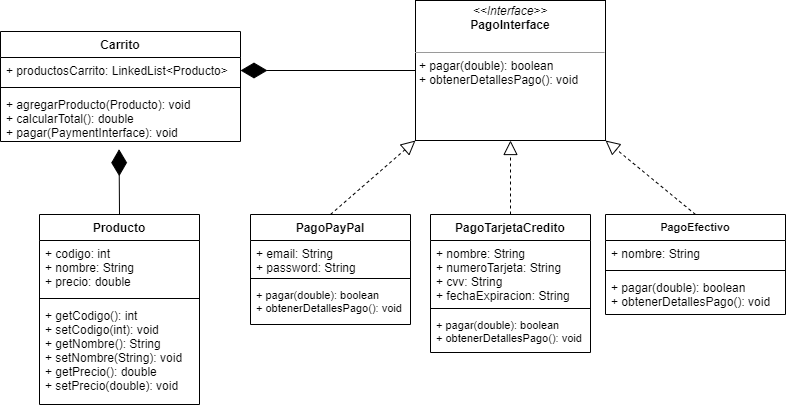 <<Interface>>
PagoInterface
+ pagar(double): boolean
+ obtenerDetallesPago(): void
Carrito
+ productosCarrito: LinkedList<Producto>
+ agregarProducto(Producto): void
+ calcularTotal(): double
+ pagar(PaymentInterface): void
Producto
+ codigo: int
+ nombre: String
+ precio: double
+ getCodigo(): int
+ setCodigo(int): void
+ getNombre(): String
+ setNombre(String): void
+ getPrecio(): double
+ setPrecio(double): void
PagoPayPal
+ email: String
+ password: String
+ pagar(double): boolean
+ obtenerDetallesPago(): void
PagoTarjetaCredito
+ nombre: String
+ numeroTarjeta: String
+ cvv: String
+ fechaExpiracion: String
+ pagar(double): boolean
+ obtenerDetallesPago(): void
PagoEfectivo
+ nombre: String
+ pagar(double): boolean
+ obtenerDetallesPago(): void